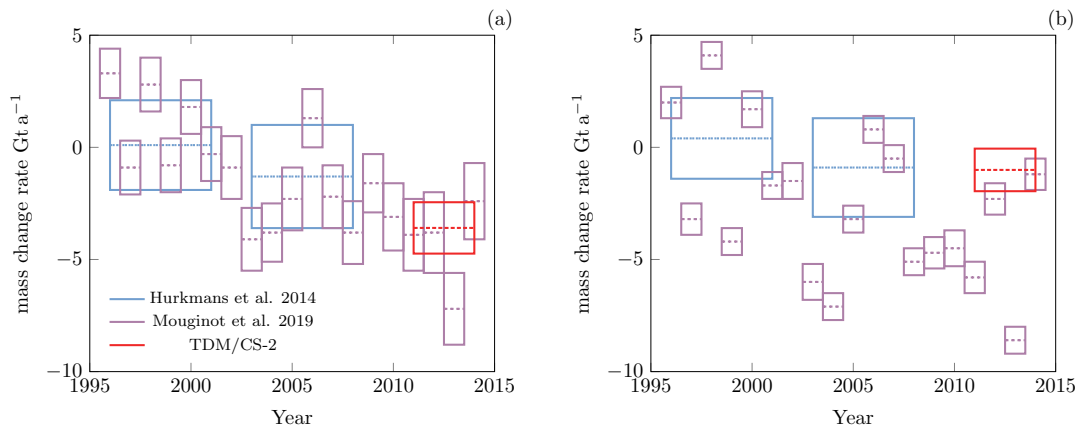 (a)
5
0
−5
−10
mass change rate Gt a⁻¹
Hurkmans et al. 2014
Mouginot et al. 2019
TDM/CS-2
1995 2000 2005 2010 2015
Year
(b)
5
0
−5
−10
mass change rate Gt a⁻¹
1995 2000 2005 2010 2015
Year